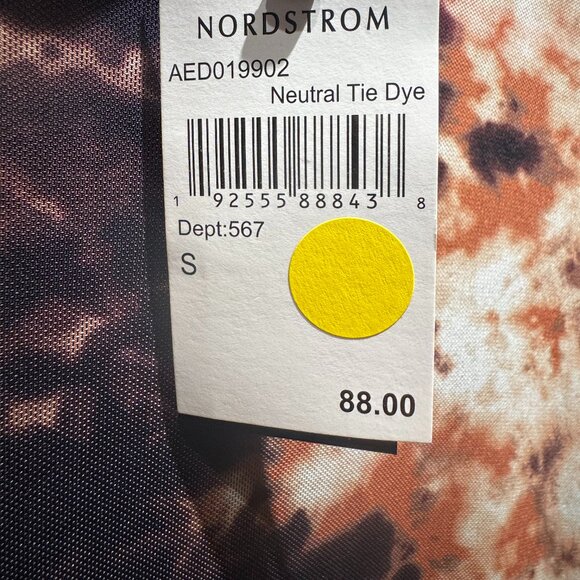 NORDSTROM
AED019902
Neutral Tie Dye
1 92555 88843 8
Dept:567
S
88.00